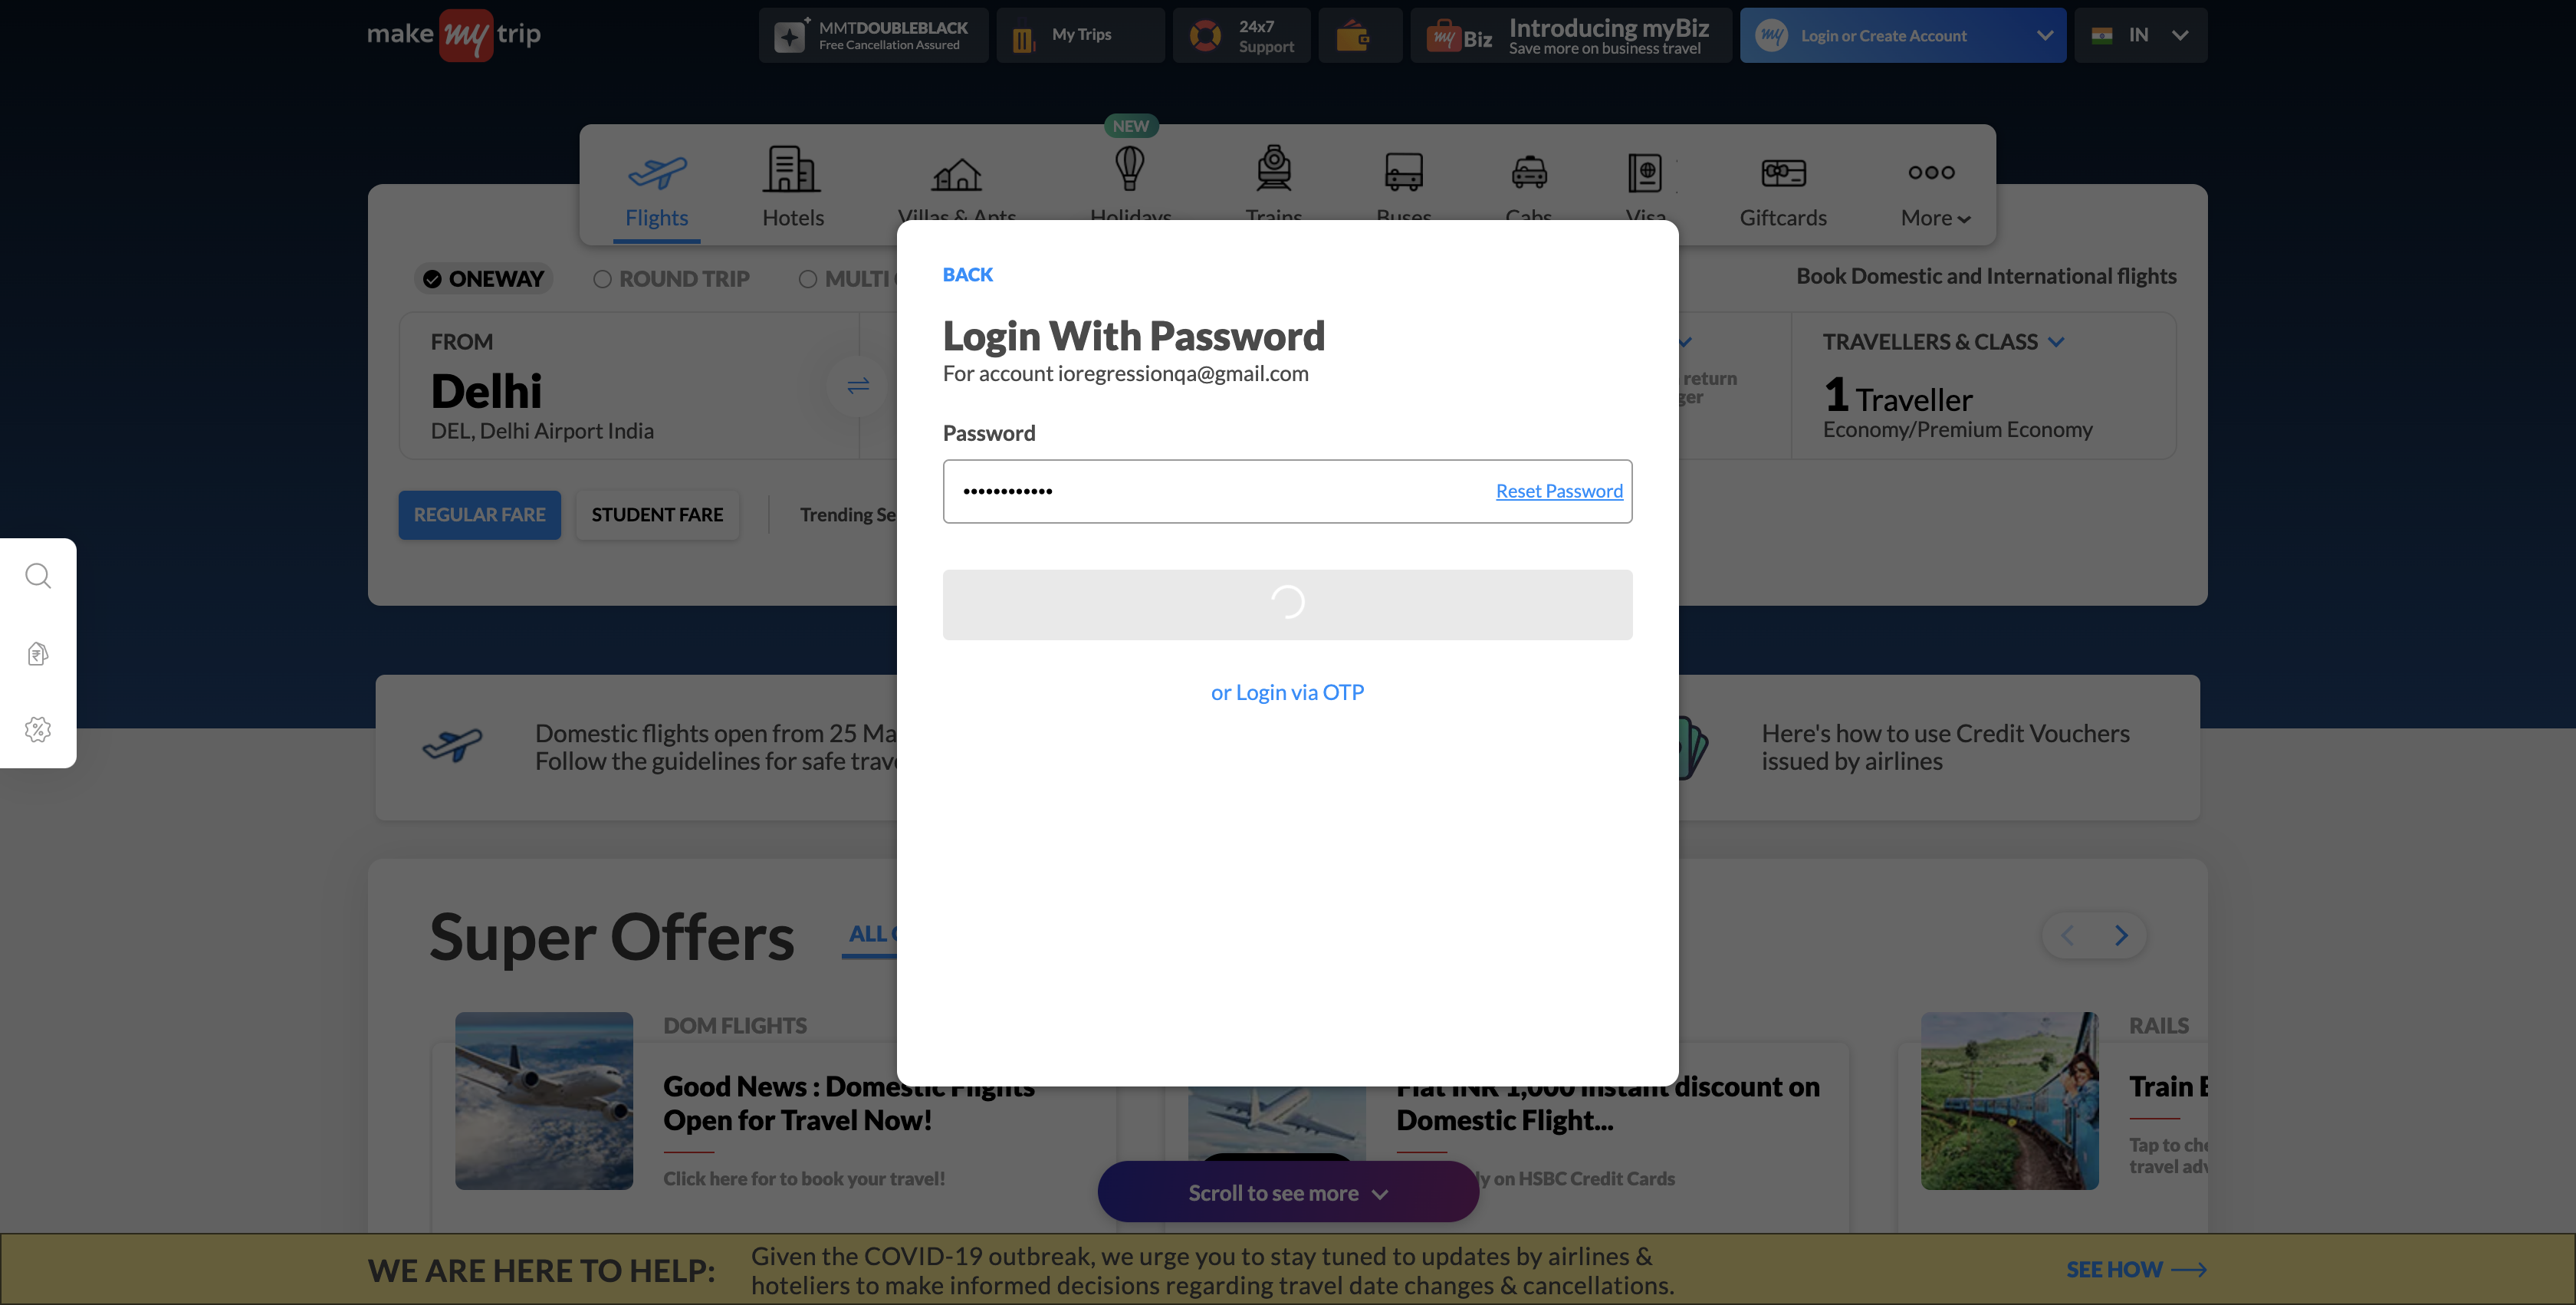 make my trip
MMTDOUBLEBLACK
Free Cancellation Assured
My Trips
24x7
Support
my Biz
Introducing myBiz
Save more on business travel
my
Login or Create Account
IN
NEW
Flights
Hotels
Villas & Apts
Holidays
Trains
Buses
Cabs
Visa
Giftcards
More
ONEWAY
ROUND TRIP
MULTI
Book Domestic and International flights
FROM
Delhi
DEL, Delhi Airport India
return
TRAVELLERS & CLASS
1 Traveller
Economy/Premium Economy
REGULAR FARE
STUDENT FARE
Trending Se
BACK
Login With Password
For account ioregressionqa@gmail.com
Password
••••••••••••
Reset Password
or Login via OTP
Domestic flights open from 25 Ma
Follow the guidelines for safe trav
Here's how to use Credit Vouchers
issued by airlines
Super Offers
ALL
DOM FLIGHTS
Good News : Domestic Flights
Open for Travel Now!
Click here for to book your travel!
Flat INR 1,000 instant discount on
Domestic Flight...
ly on HSBC Credit Cards
RAILS
Train
Tap to che
travel adv
Scroll to see more
WE ARE HERE TO HELP:
Given the COVID-19 outbreak, we urge you to stay tuned to updates by airlines &
hoteliers to make informed decisions regarding travel date changes & cancellations.
SEE HOW